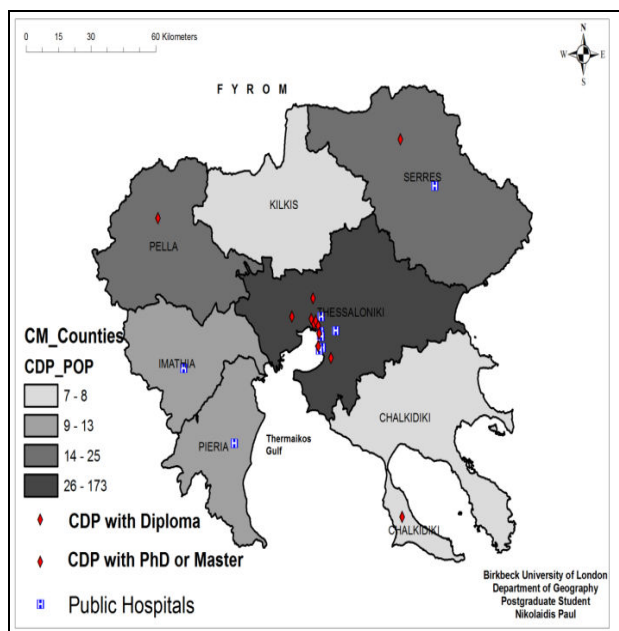 0 15 30 60 Kilometers
N
W E
S
F Y R O M
SERRES
H
KILKIS
PELLA
THESSALONIKI
H
H
CM_Counties
CDP_POP
IMATHIA
H
7 - 8
9 - 13
14 - 25
26 - 173
CHALKIDIKI
PIERIA
H
Thermaikos
Gulf
CDP with Diploma
CHALKIDIKI
CDP with PhD or Master
H Public Hospitals
Birkbeck University of London
Department of Geography
Postgraduate Student
Nikolaidis Paul